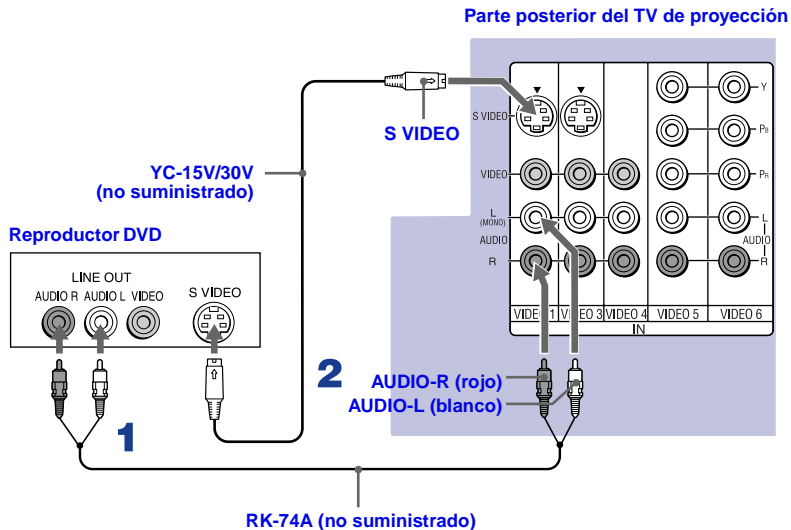 Parte posterior del TV de proyección
S VIDEO
YC-15V/30V
(no suministrado)
Reproductor DVD
LINE OUT
AUDIO R AUDIO L VIDEO
S VIDEO
1
2
S VIDEO
VIDEO
L
(MONO)
AUDIO
R
Y
PB
PR
L
AUDIO
R
VIDEO 1
VIDEO 3
VIDEO 4
VIDEO 5
VIDEO 6
IN
AUDIO-R (rojo)
AUDIO-L (blanco)
RK-74A (no suministrado)